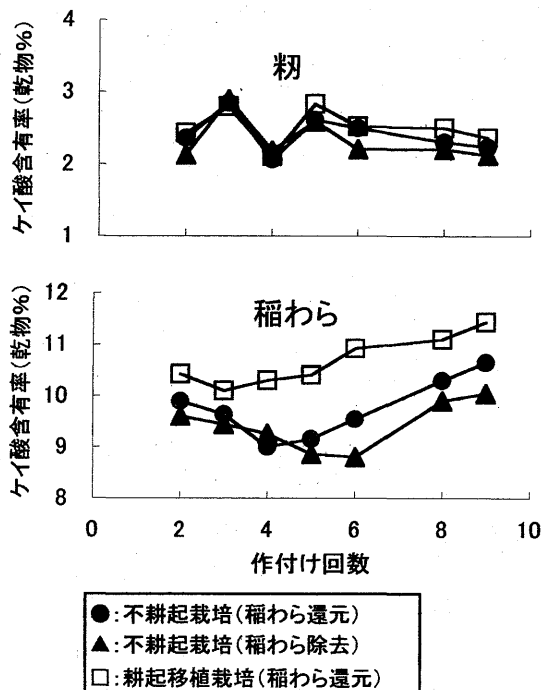 4
3
2
1
ケイ酸含有率(乾物%)
籾
12
11
10
9
8
ケイ酸含有率(乾物%)
稲わら
0 2 4 6 8 10
作付け回数
●:不耕起栽培(稲わら還元)
▲:不耕起栽培(稲わら除去)
□:耕起移植栽培(稲わら還元)